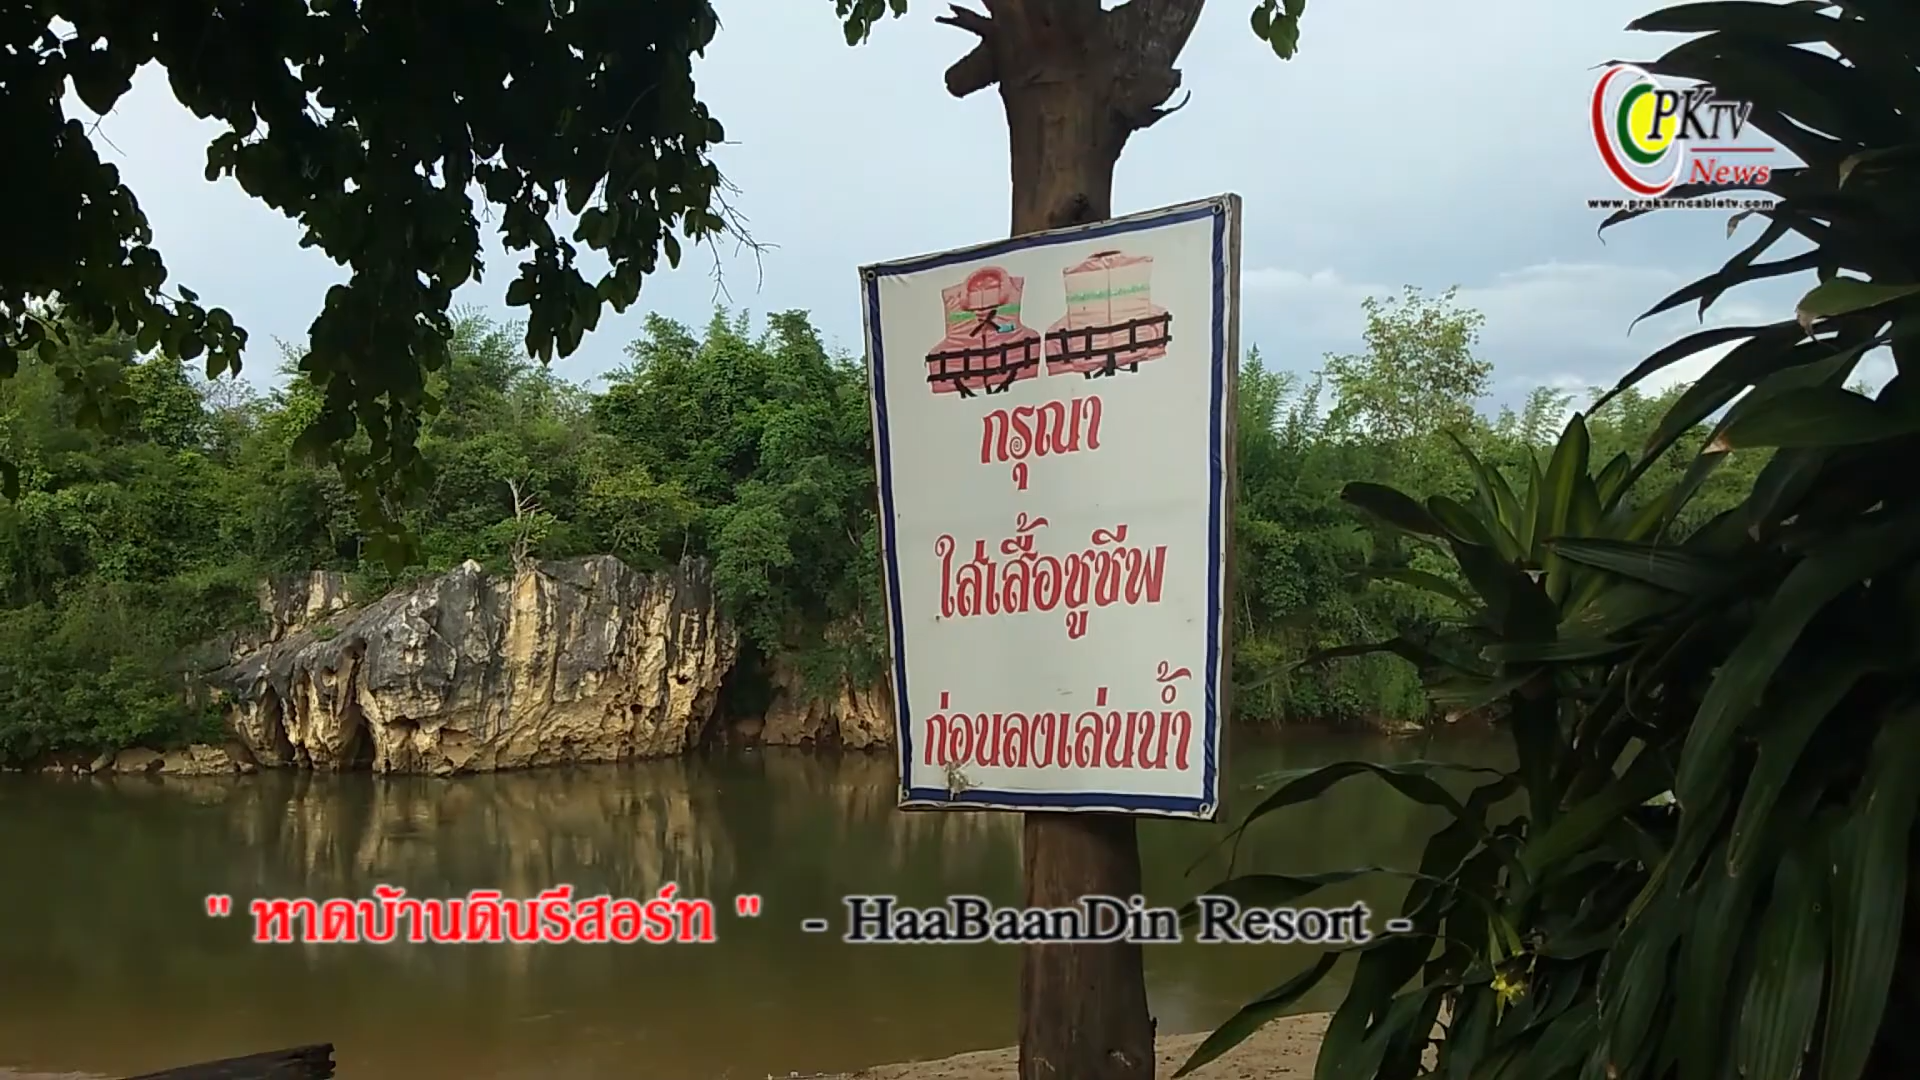 CPKTV
News
www.prakarncabletv.com
กรุณา
ใส่เสื้อชูชีพ
ก่อนลงเล่นน้ำ
" หาดบ้านดินรีสอร์ท " - HaaBaanDin Resort -